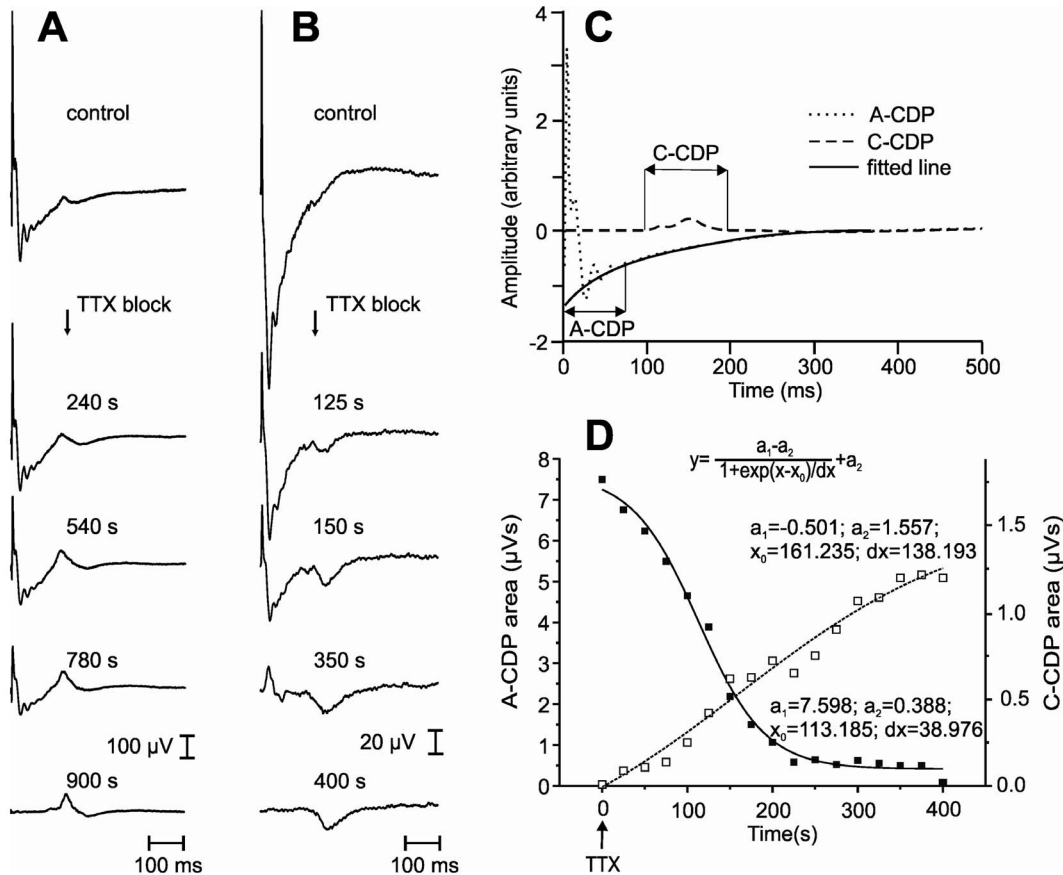 A
control
TTX block
240 s
540 s
780 s
100 µV
900 s
100 ms
B
control
TTX block
125 s
150 s
350 s
20 µV
400 s
100 ms
C
Amplitude (arbitrary units)
4
2
0
-2
C-CDP
A-CDP
A-CDP
C-CDP
fitted line
0
100
200
300
400
500
Time (ms)
D
y= a₁-a₂
1+exp(x-x₀)/dx +a₂
A-CDP area (µVs)
8
7
6
5
4
3
2
1
0
a₁=-0.501; a₂=1.557;
x₀=161.235; dx=138.193
a₁=7.598; a₂=0.388;
x₀=113.185; dx=38.976
1.5
1.0
0.5
0.0
C-CDP area (µVs)
0
100
200
300
400
Time(s)
TTX